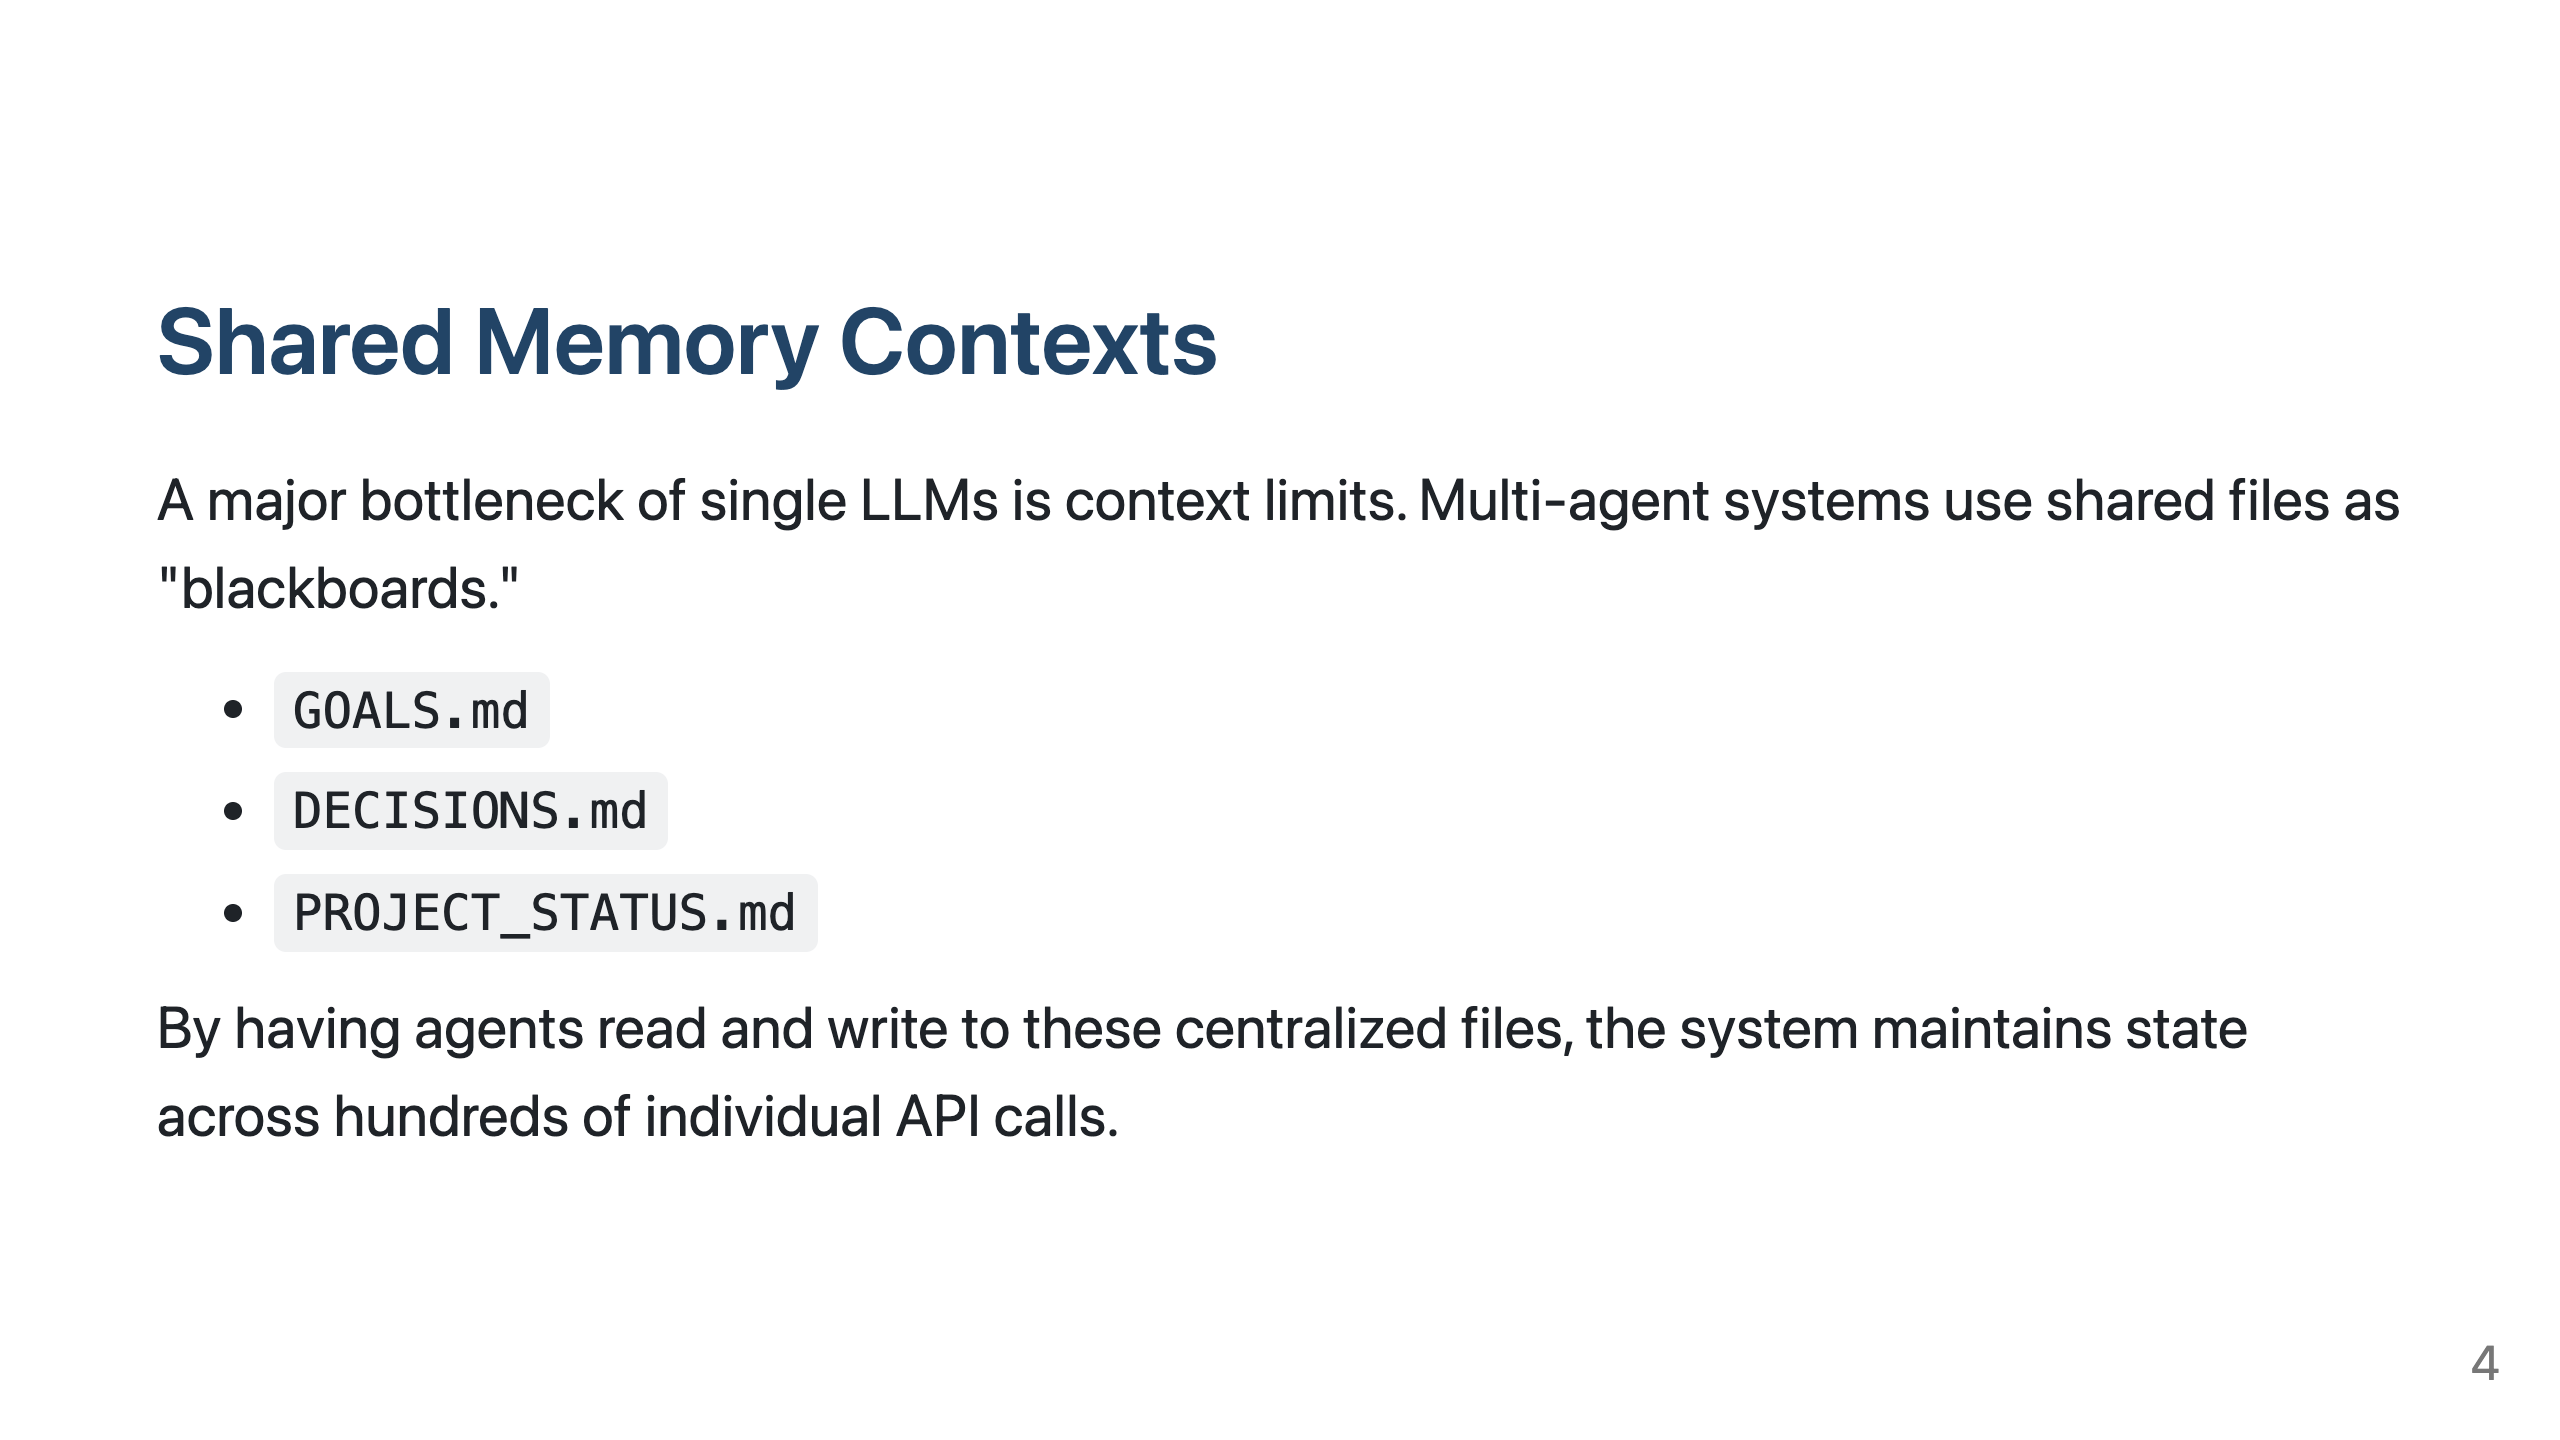 Shared Memory Contexts
A major bottleneck of single LLMs is context limits. Multi-agent systems use shared files as
"blackboards."
• GOALS.md
• DECISIONS.md
• PROJECT_STATUS.md
By having agents read and write to these centralized files, the system maintains state
across hundreds of individual API calls.
4